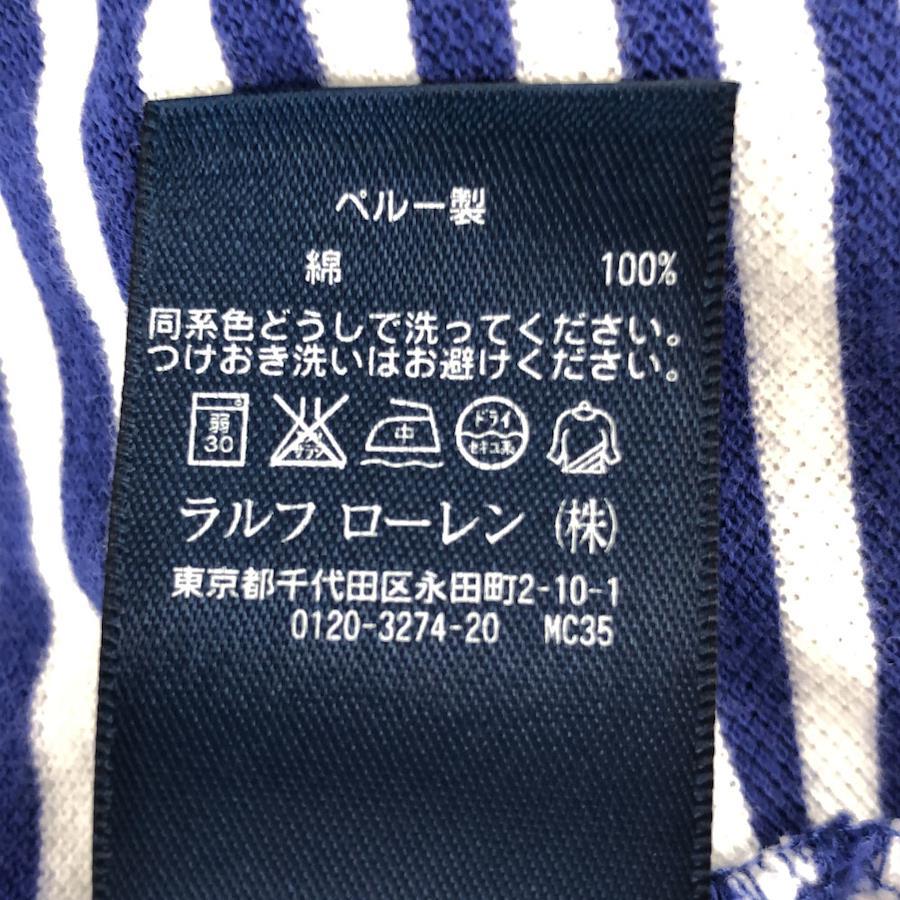 ペルー製
綿 100%
同系色どうしで洗ってください。
つけおき洗いはお避けください。
弱 中 ドライ
30 サラシ セキユ系
ラルフ ローレン (株)
東京都千代田区永田町2-10-1
0120-3274-20 MC35